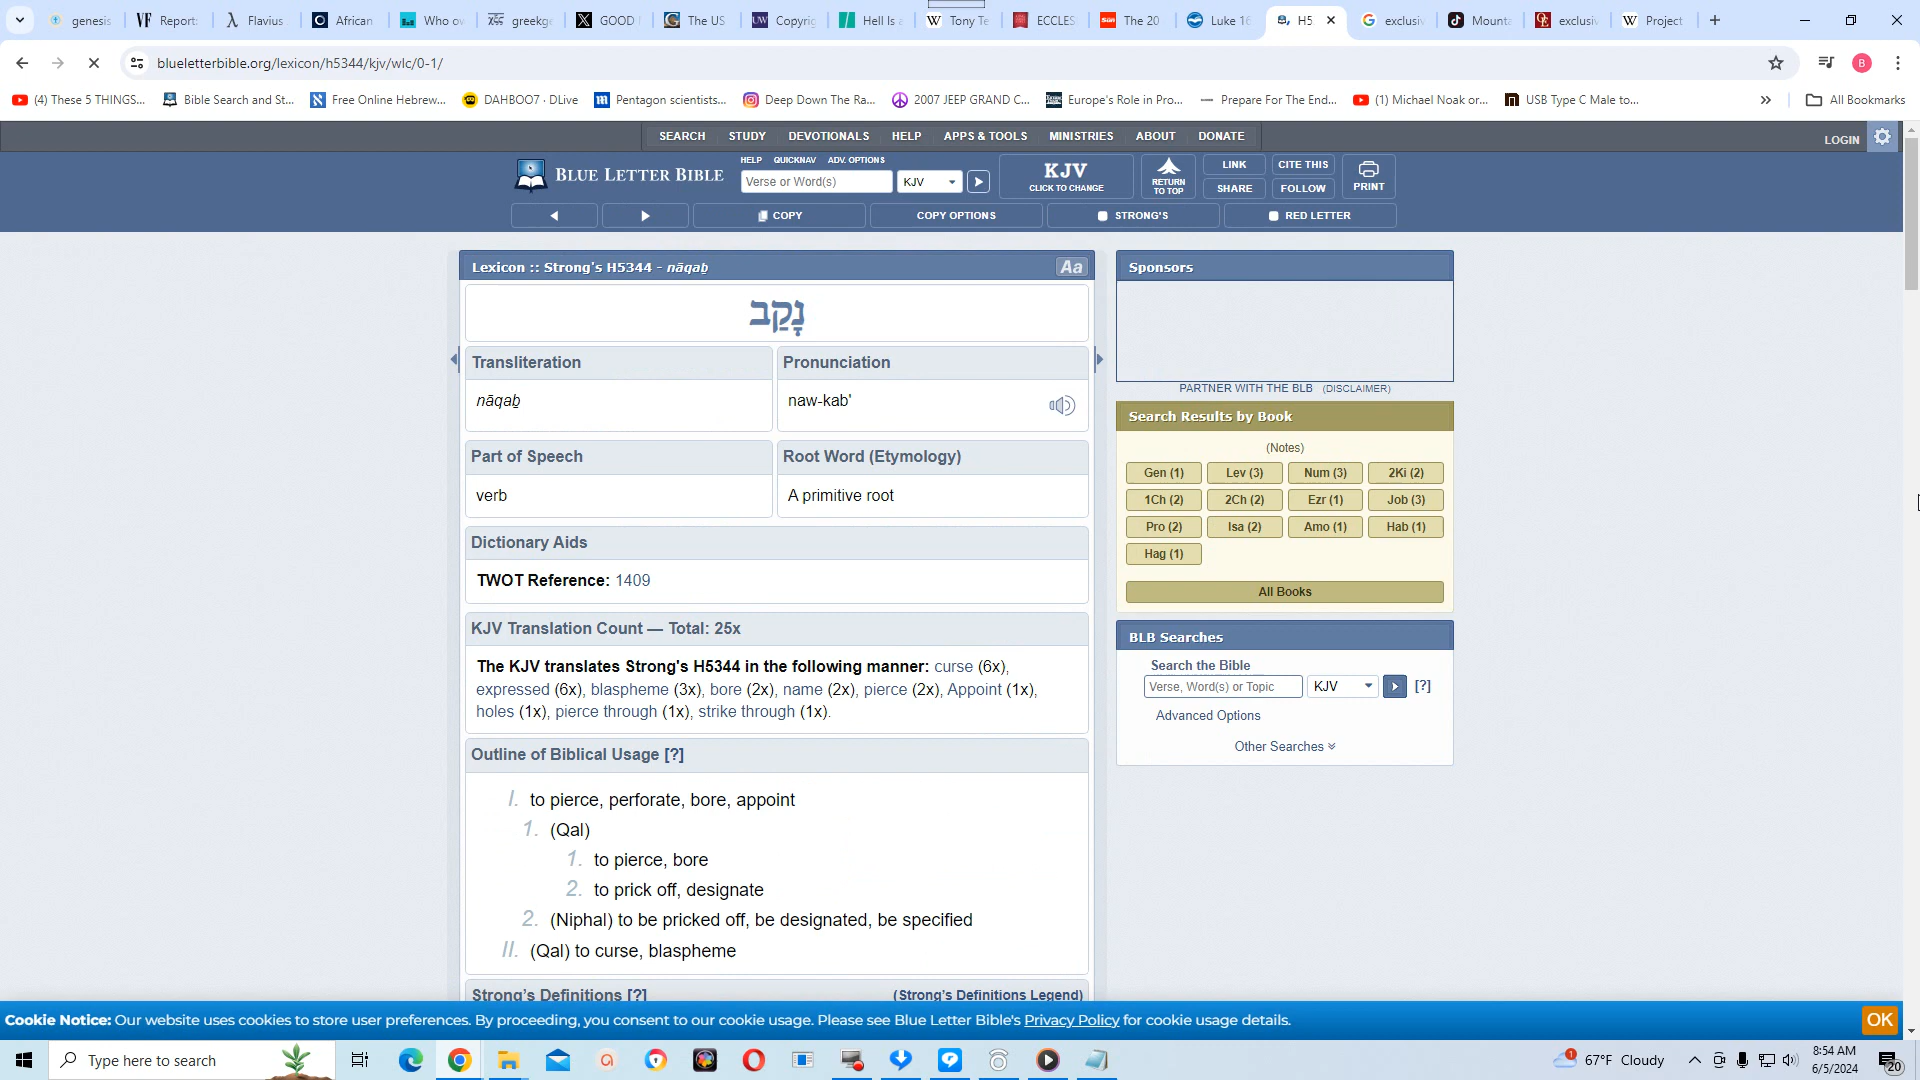 genesis
Report:
Flavius
African
Who ov
greekge
GOOD
The US
Copyrig
Hell Is a
Tony Te
ECCLES
The 20
Luke 16
H5
exclusiv
Mounta
exclusiv
Project
blueletterbible.org/lexicon/h5344/kjv/wlc/0-1/
B
(4) These 5 THINGS...
Bible Search and St...
Free Online Hebrew...
DAHBOO7 · DLive
Pentagon scientists...
Deep Down The Ra...
2007 JEEP GRAND C...
Europe's Role in Pro...
Prepare For The End...
(1) Michael Noak or...
USB Type C Male to...
All Bookmarks
SEARCH STUDY DEVOTIONALS HELP APPS & TOOLS MINISTRIES ABOUT DONATE
LOGIN
BLUE LETTER BIBLE
HELP QUICKNAV ADV. OPTIONS
Verse or Word(s)
KJV
KJV
CLICK TO CHANGE
RETURN
TO TOP
LINK
CITE THIS
SHARE
FOLLOW
PRINT
COPY
COPY OPTIONS
STRONG'S
RED LETTER
Lexicon :: Strong's H5344 - nāqaḇ
Aa
נָקַב
Transliteration
nāqaḇ
Pronunciation
naw-kab'
Part of Speech
verb
Root Word (Etymology)
A primitive root
Dictionary Aids
TWOT Reference: 1409
KJV Translation Count — Total: 25x
The KJV translates Strong's H5344 in the following manner: curse (6x),
expressed (6x), blaspheme (3x), bore (2x), name (2x), pierce (2x), Appoint (1x),
holes (1x), pierce through (1x), strike through (1x).
Outline of Biblical Usage [?]
I. to pierce, perforate, bore, appoint
1. (Qal)
1. to pierce, bore
2. to prick off, designate
2. (Niphal) to be pricked off, be designated, be specified
II. (Qal) to curse, blaspheme
Strong's Definitions [?]
(Strong's Definitions Legend)
Sponsors
PARTNER WITH THE BLB (DISCLAIMER)
Search Results by Book
(Notes)
Gen (1) Lev (3) Num (3) 2Ki (2)
1Ch (2) 2Ch (2) Ezr (1) Job (3)
Pro (2) Isa (2) Amo (1) Hab (1)
Hag (1)
All Books
BLB Searches
Search the Bible
Verse, Word(s) or Topic
KJV
[?]
Advanced Options
Other Searches
Cookie Notice: Our website uses cookies to store user preferences. By proceeding, you consent to our cookie usage. Please see Blue Letter Bible's Privacy Policy for cookie usage details.
OK
Type here to search
1
67°F Cloudy
8:54 AM
6/5/2024
20